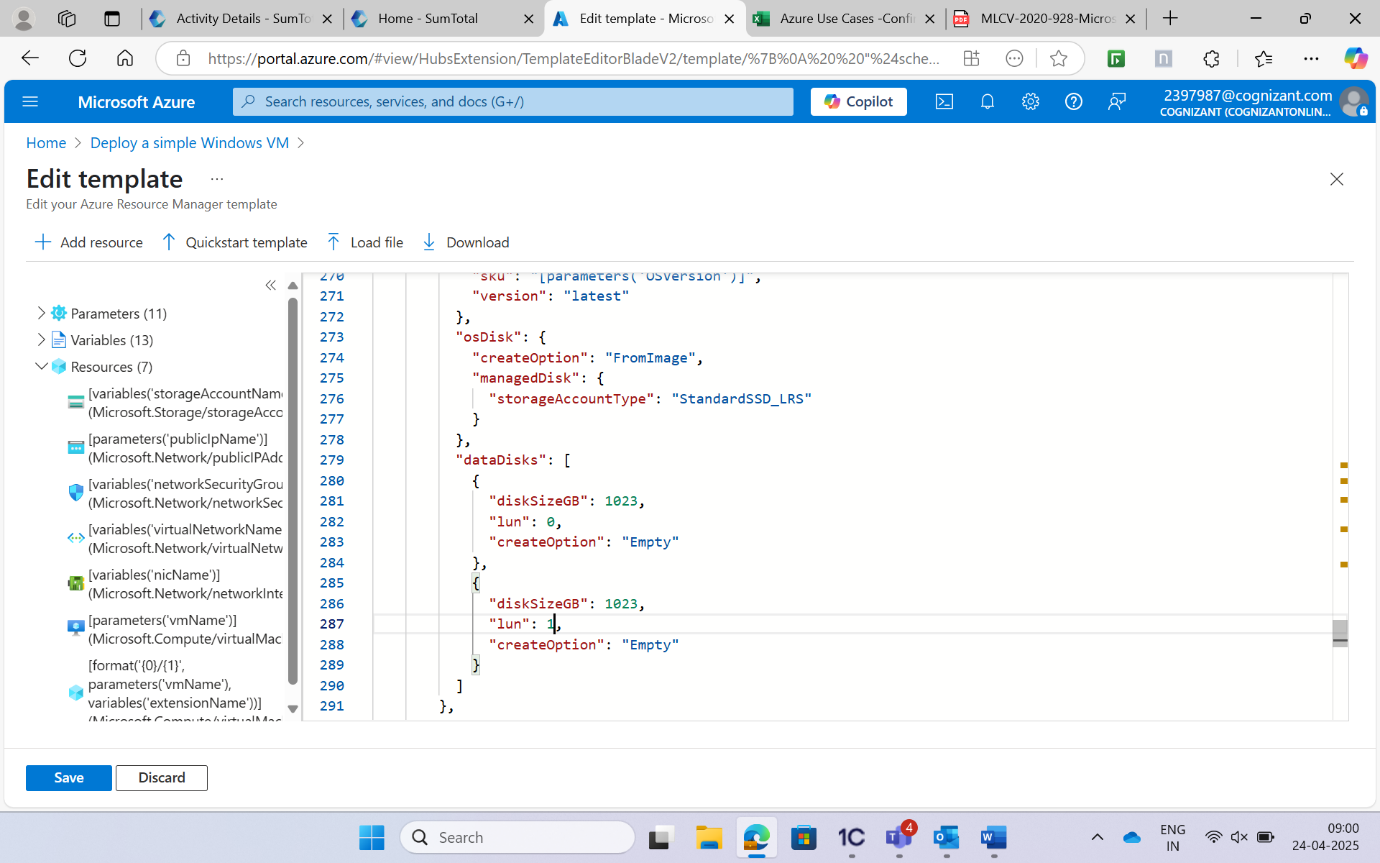 Activity Details - SumTo
Home - SumTotal
Edit template - Microso
Azure Use Cases -Confi
MLCV-2020-928-Micros
https://portal.azure.com/#view/HubsExtension/TemplateEditorBladeV2/template/%7B%0A%20%20"%24sche...
Microsoft Azure
Search resources, services, and docs (G+/)
Copilot
2397987@cognizant.com
COGNIZANT (COGNIZANTONLIN...
Home > Deploy a simple Windows VM >
Edit template ...
Edit your Azure Resource Manager template
Add resource
Quickstart template
Load file
Download
Parameters (11)
Variables (13)
Resources (7)
[variables('storageAccountNam
(Microsoft.Storage/storageAcco
[parameters('publicIpName')]
(Microsoft.Network/publicIPAdd
[variables('networkSecurityGrou
(Microsoft.Network/networkSec
[variables('virtualNetworkName
(Microsoft.Network/virtualNetw
[variables('nicName')]
(Microsoft.Network/networkInte
[parameters('vmName')]
(Microsoft.Compute/virtualMac
[format('{0}/{1}',
parameters('vmName'),
variables('extensionName'))]
(Microsoft.Compute/virtualMac
270 "sku": "[parameters('OSVersion')]",
271 "version": "latest"
272 },
273 "osDisk": {
274 "createOption": "FromImage",
275 "managedDisk": {
276 "storageAccountType": "StandardSSD_LRS"
277 }
278 },
279 "dataDisks": [
280 {
281 "diskSizeGB": 1023,
282 "lun": 0,
283 "createOption": "Empty"
284 },
285 {
286 "diskSizeGB": 1023,
287 "lun": 1,
288 "createOption": "Empty"
289 }
290 ]
291 },
Save
Discard
Search
1C
4
ENG
IN
09:00
24-04-2025